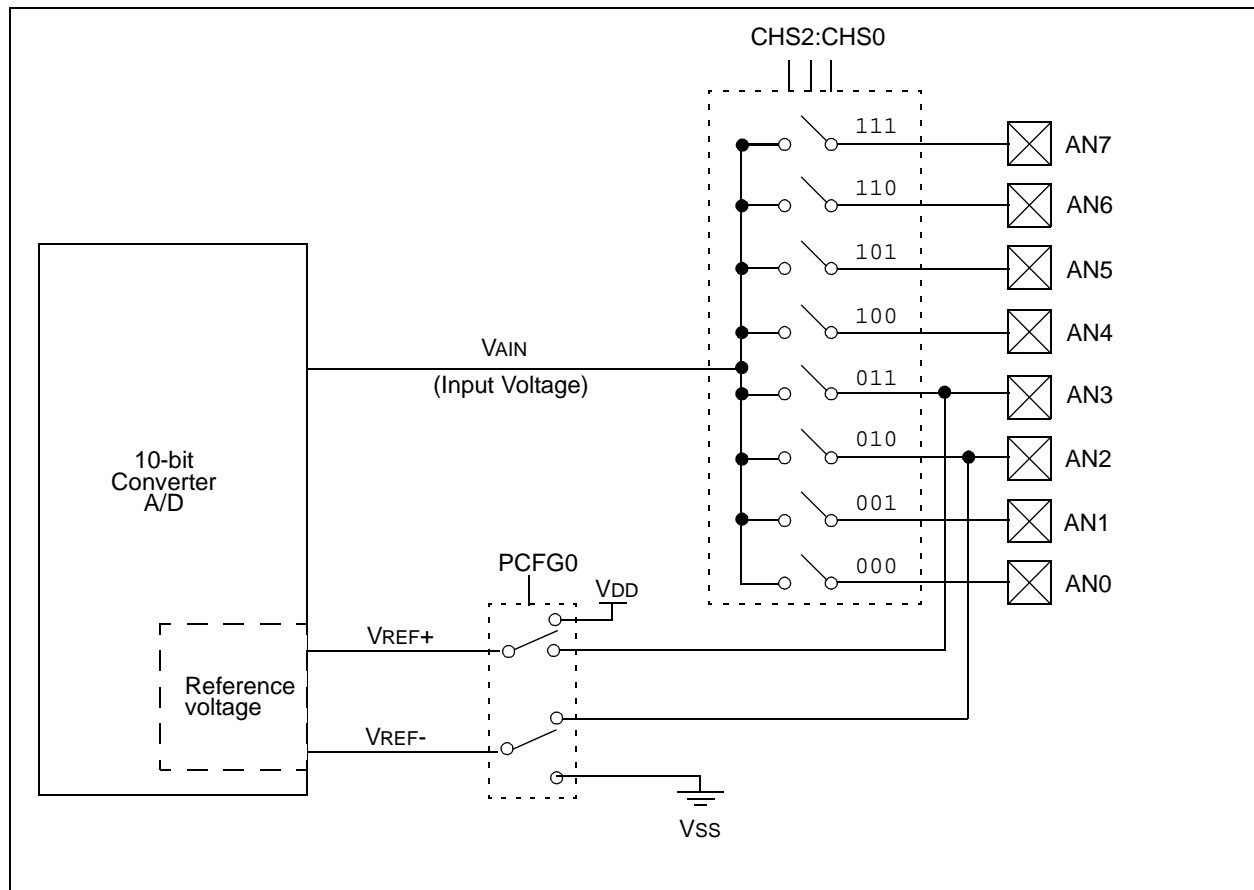 CHS2:CHS0
111
AN7
110
AN6
101
AN5
100
AN4
VAIN
(Input Voltage)
011
AN3
010
AN2
10-bit
Converter
A/D
001
AN1
PCFG0
000
AN0
VDD
VREF+
Reference
voltage
VREF-
VSS